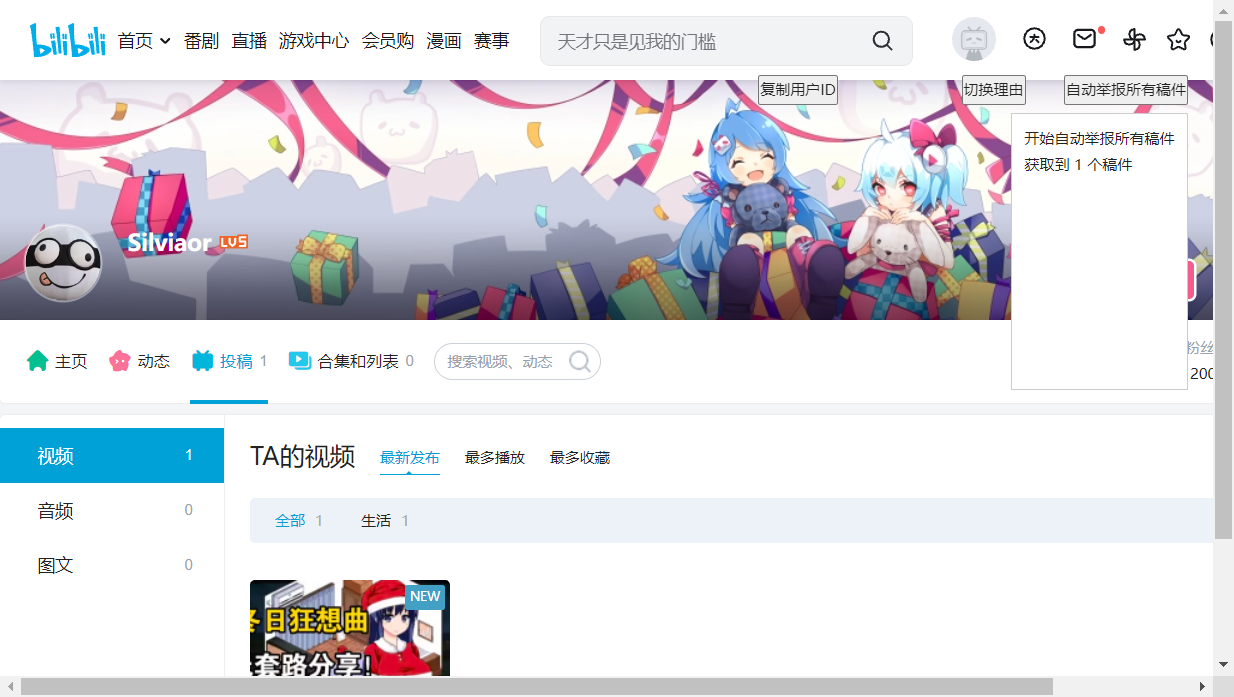 bilibili 首页 番剧 直播 游戏中心 会员购 漫画 赛事 天才只是见我的门槛
复制用户ID 切换理由 自动举报所有稿件
开始自动举报所有稿件
获取到 1 个稿件
Silviaor LV5
主页 动态 投稿 1 合集和列表 0 搜索视频、动态
粉丝
200
视频 1
音频 0
图文 0
TA的视频 最新发布 最多播放 最多收藏
全部 1 生活 1
NEW
冬日狂想曲
套路分享!